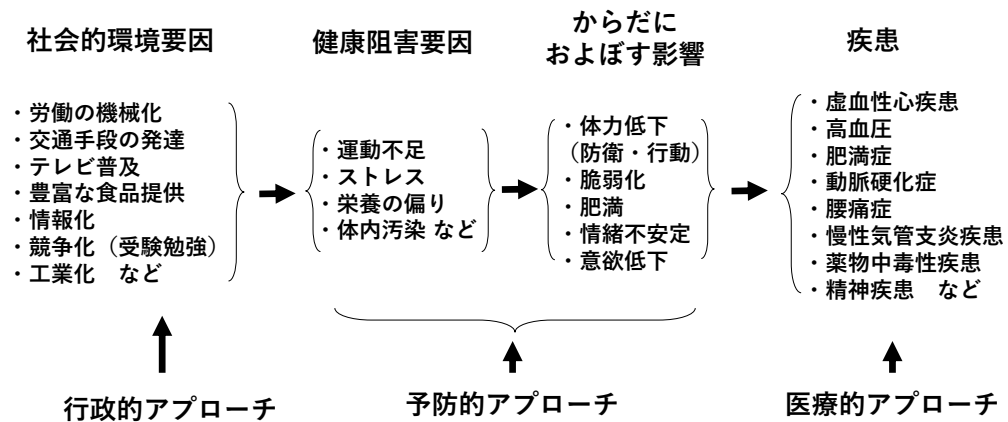 社会的環境要因
・労働の機械化
・交通手段の発達
・テレビ普及
・豊富な食品提供
・情報化
・競争化（受験勉強）
・工業化　など
健康阻害要因
・運動不足
・ストレス
・栄養の偏り
・体内汚染 など
からだに
およぼす影響
・体力低下
（防衛・行動）
・脆弱化
・肥満
・情緒不安定
・意欲低下
疾患
・虚血性心疾患
・高血圧
・肥満症
・動脈硬化症
・腰痛症
・慢性気管支炎疾患
・薬物中毒性疾患
・精神疾患　など
行政的アプローチ
予防的アプローチ
医療的アプローチ